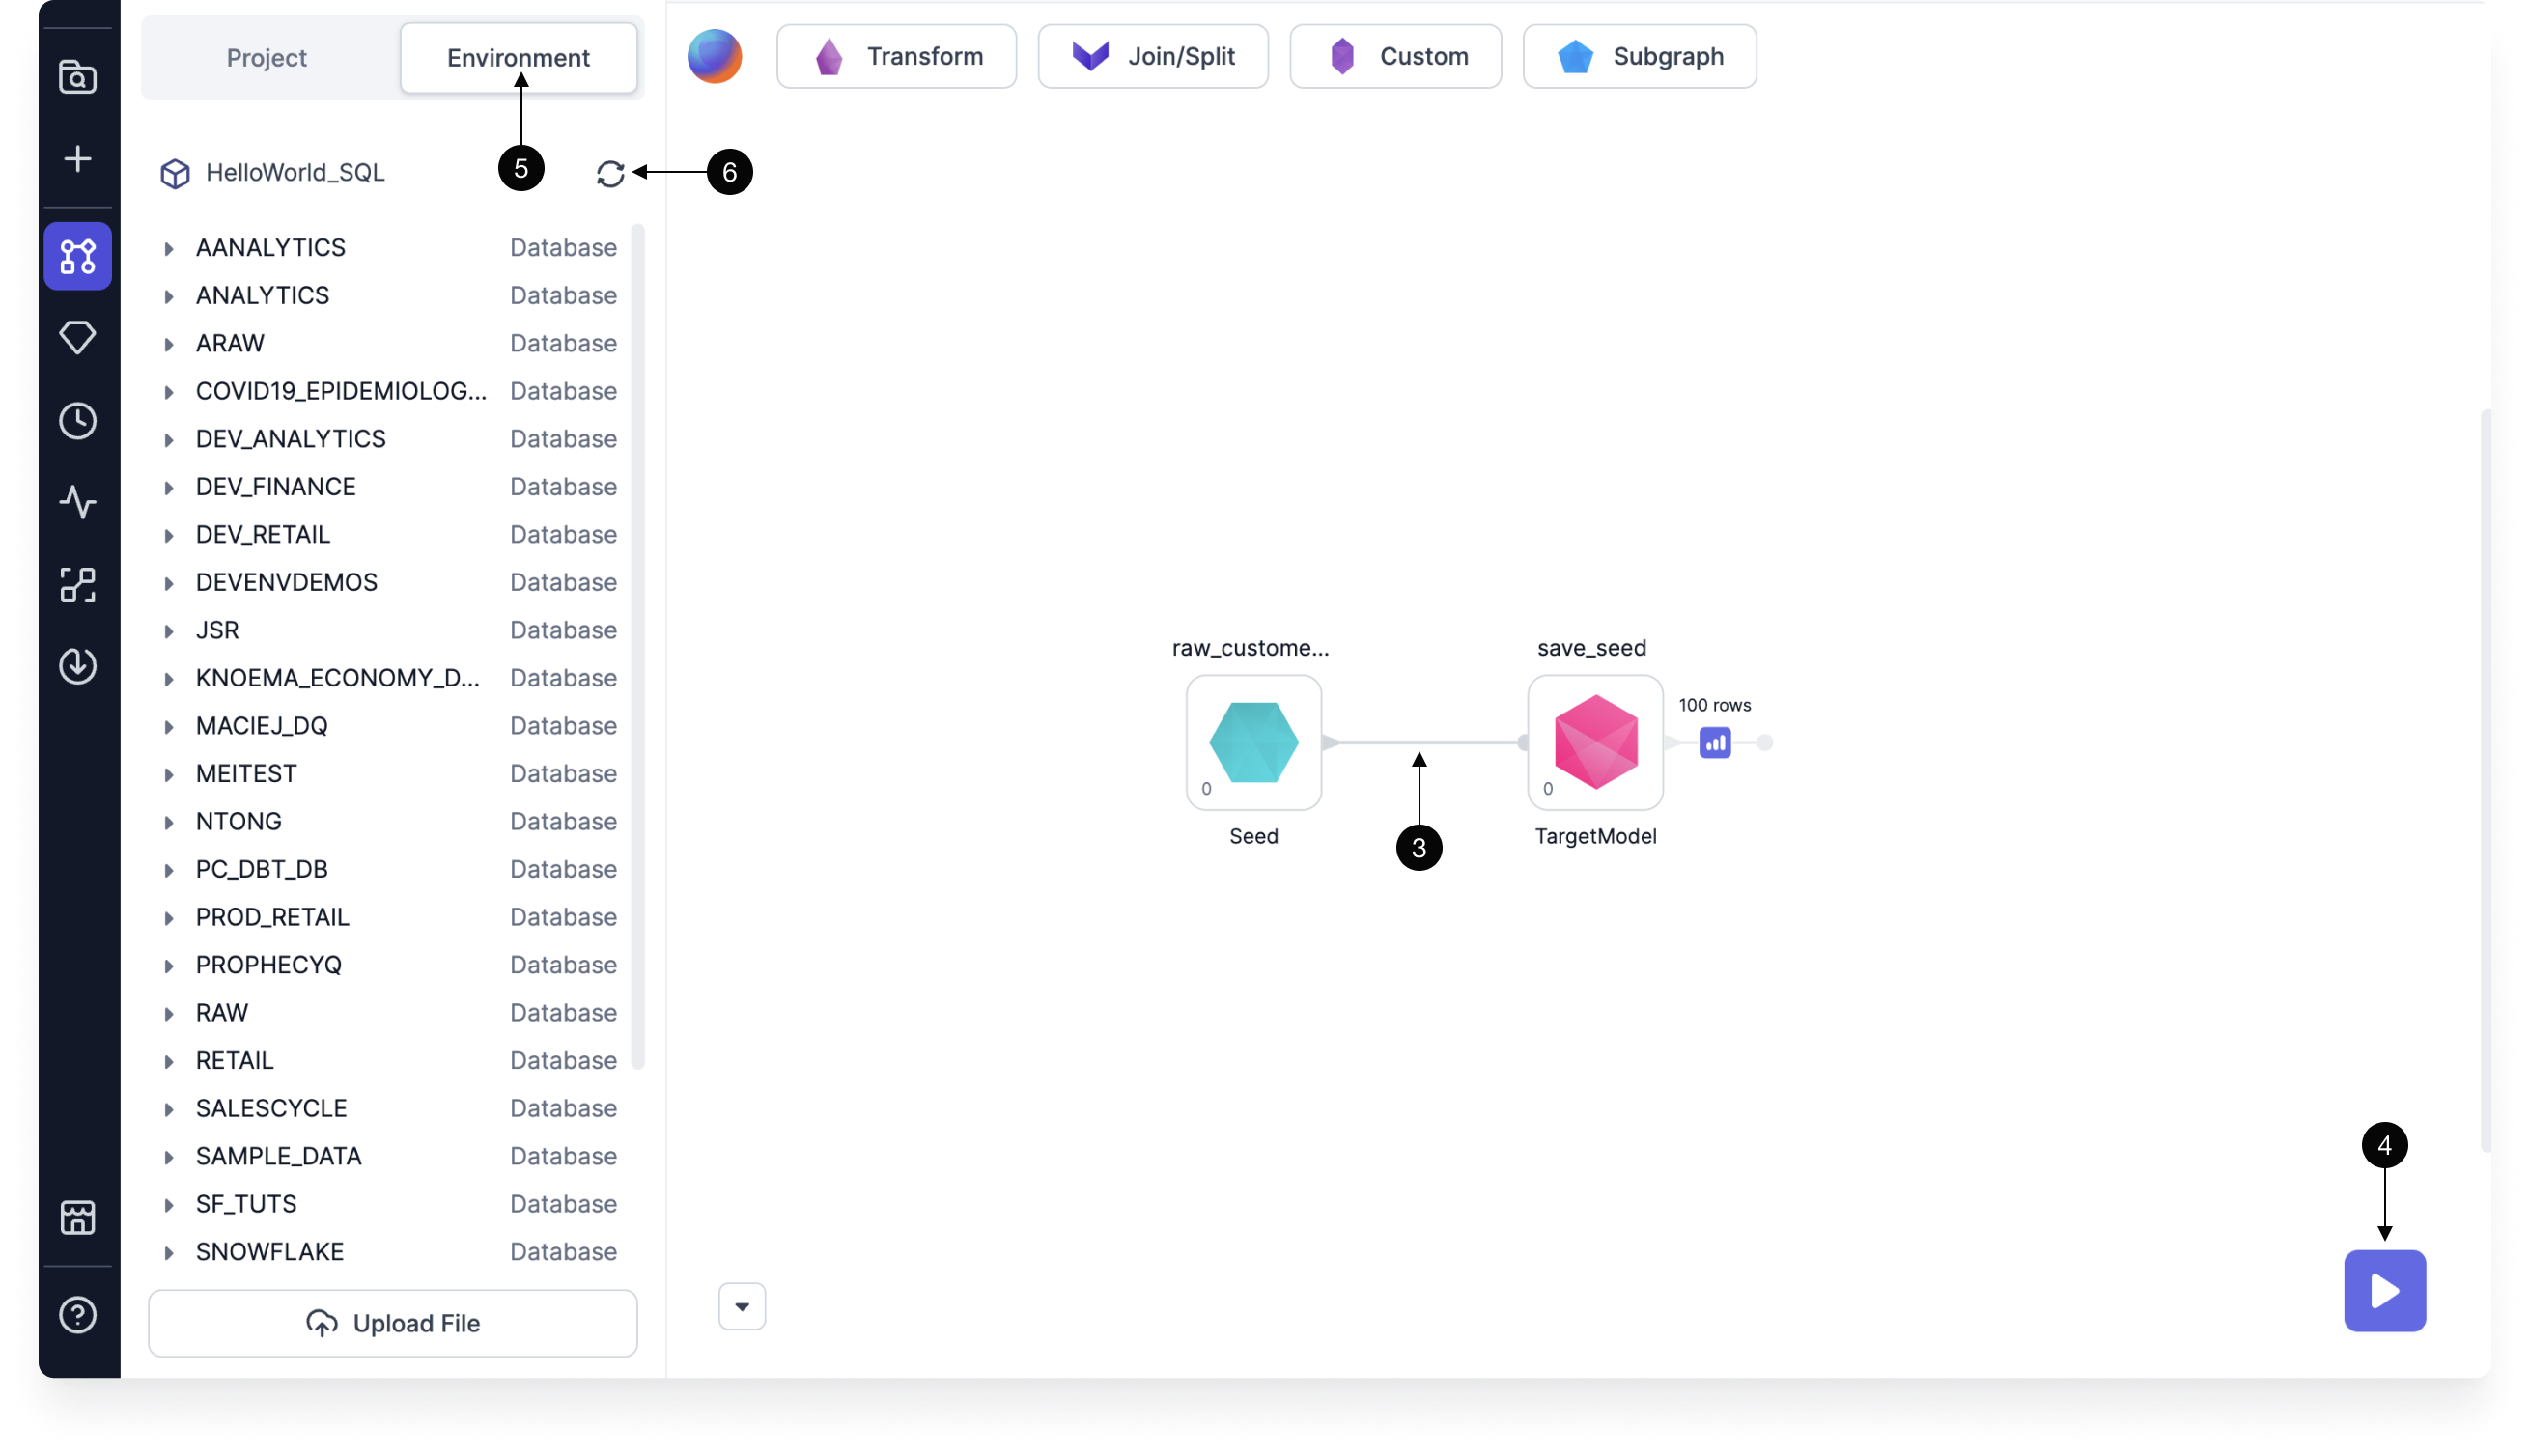 Project
Environment
Transform
Join/Split
Custom
Subgraph
HelloWorld_SQL
5
6
AANALYTICS Database
ANALYTICS Database
ARAW Database
COVID19_EPIDEMIOLOG... Database
DEV_ANALYTICS Database
DEV_FINANCE Database
DEV_RETAIL Database
DEVENVDEMOS Database
JSR Database
KNOEMA_ECONOMY_D... Database
MACIEJ_DQ Database
MEITEST Database
NTONG Database
PC_DBT_DB Database
PROD_RETAIL Database
PROPHECYQ Database
RAW Database
RETAIL Database
SALESCYCLE Database
SAMPLE_DATA Database
SF_TUTS Database
SNOWFLAKE Database
Upload File
raw_custome...
0
Seed
3
save_seed
0
TargetModel
100 rows
4